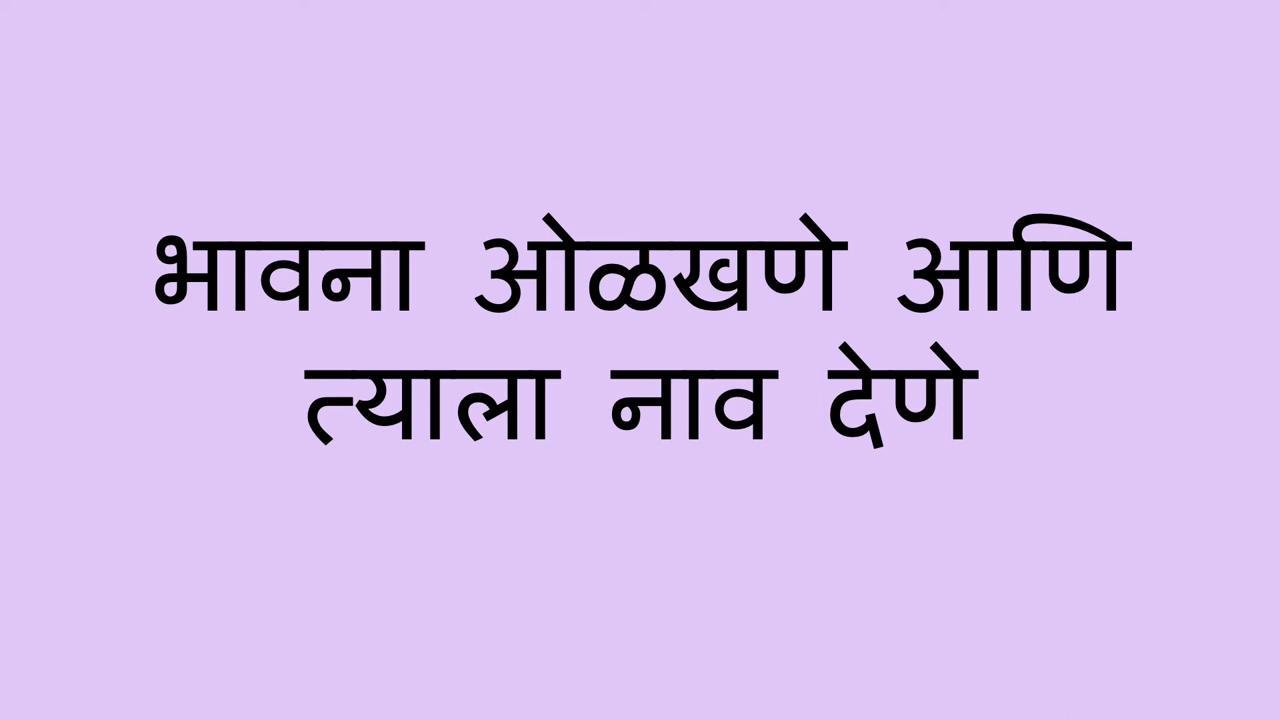 भावना ओळखणे आणि
त्याला नाव देणे